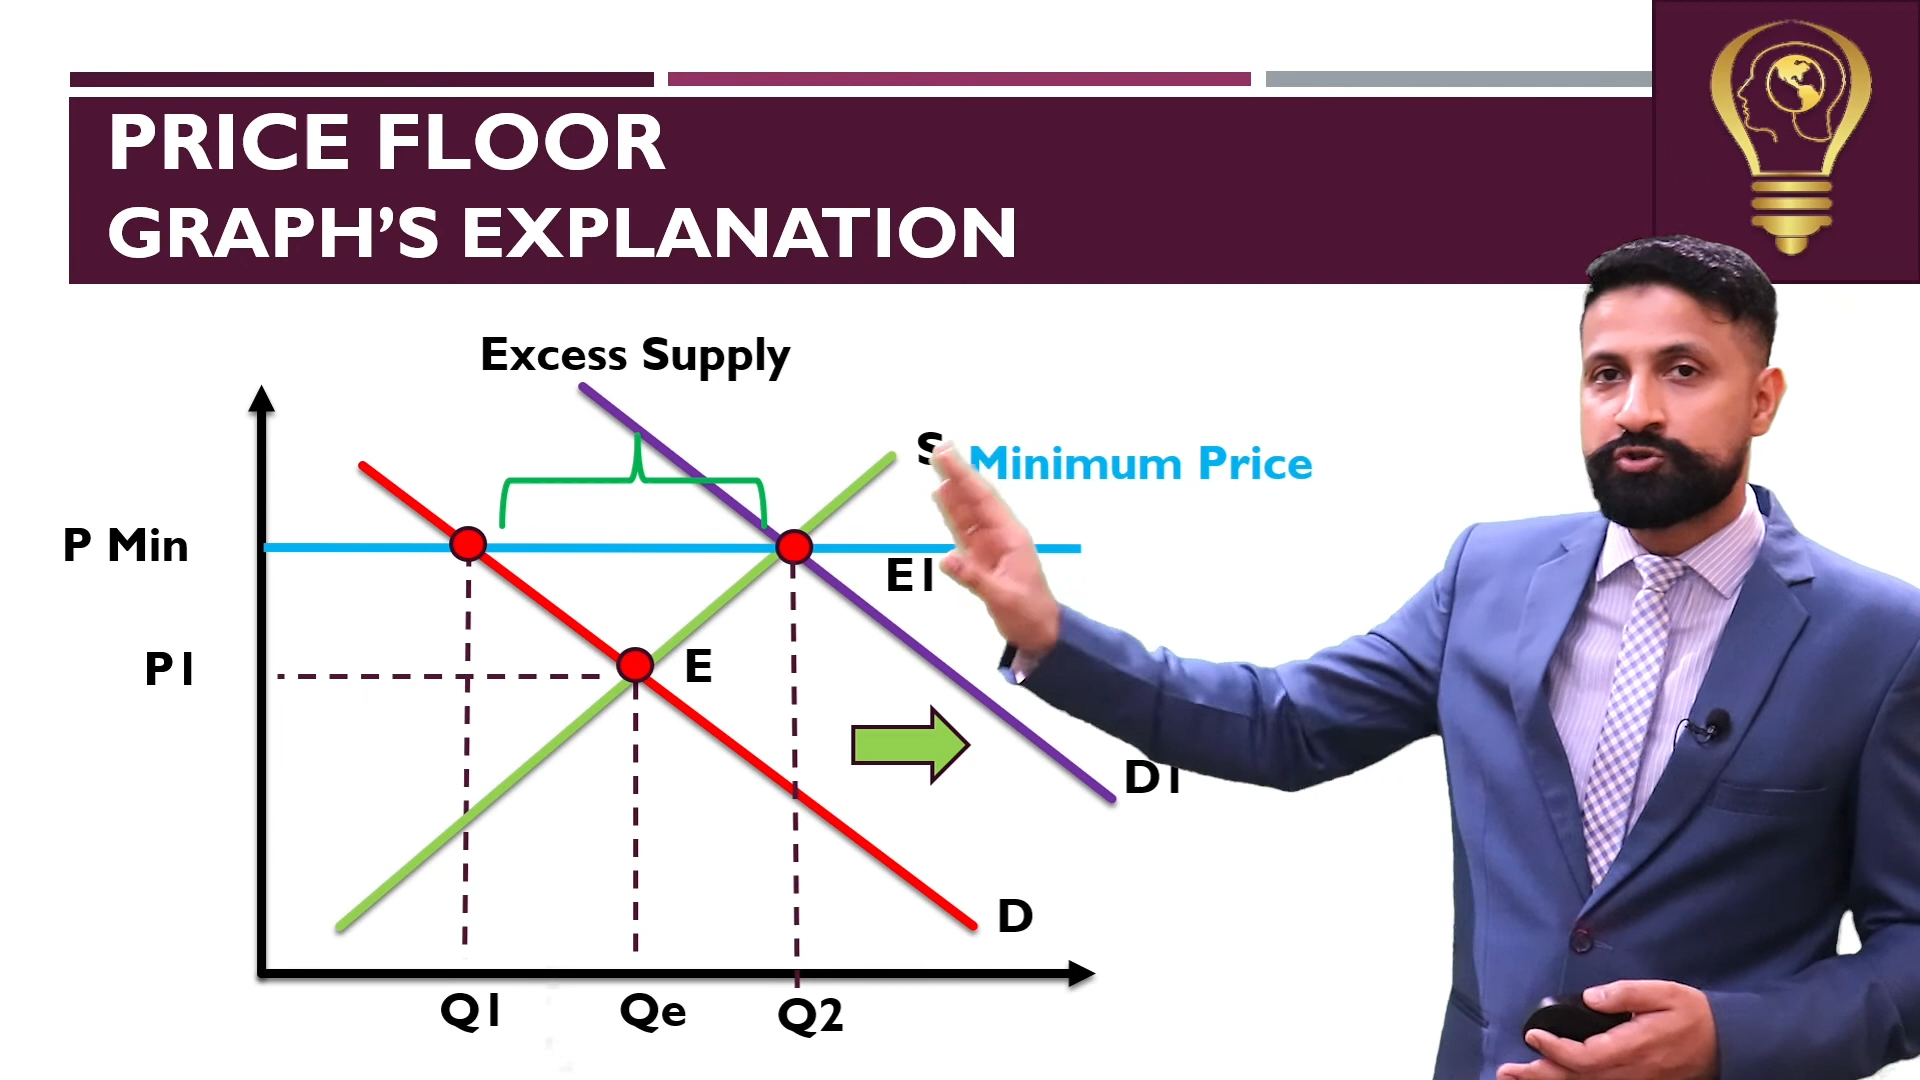 PRICE FLOOR
GRAPH'S EXPLANATION
Excess Supply
S
Minimum Price
P Min
E1
P1
E
D1
D
Q1
Qe
Q2